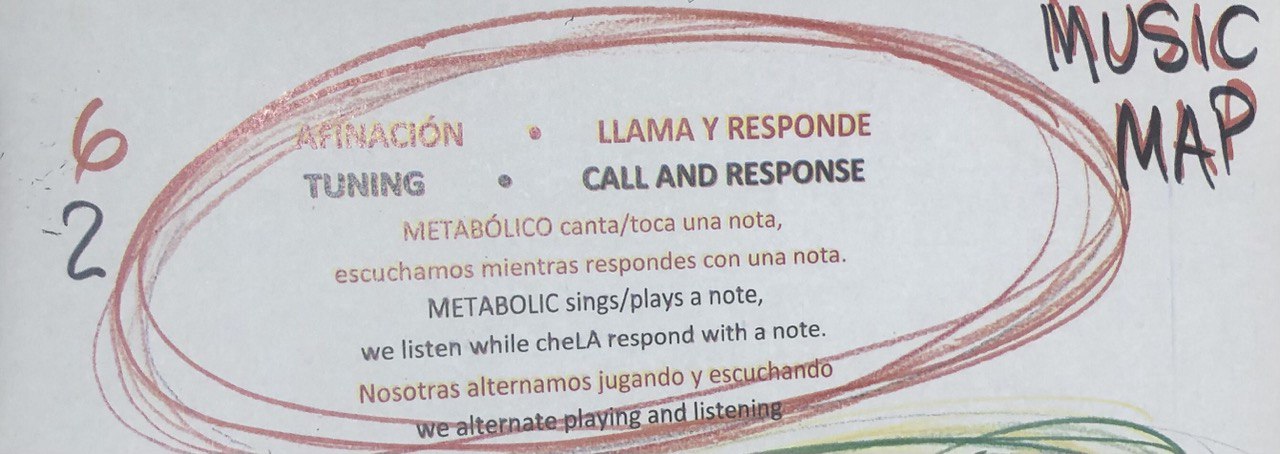 MUSIC
MAP
6
2
AFINACIÓN • LLAMA Y RESPONDE
TUNING • CALL AND RESPONSE
METABÓLICO canta/toca una nota,
escuchamos mientras respondes con una nota.
METABOLIC sings/plays a note,
we listen while cheLA respond with a note.
Nosotras alternamos jugando y escuchando
we alternate playing and listening